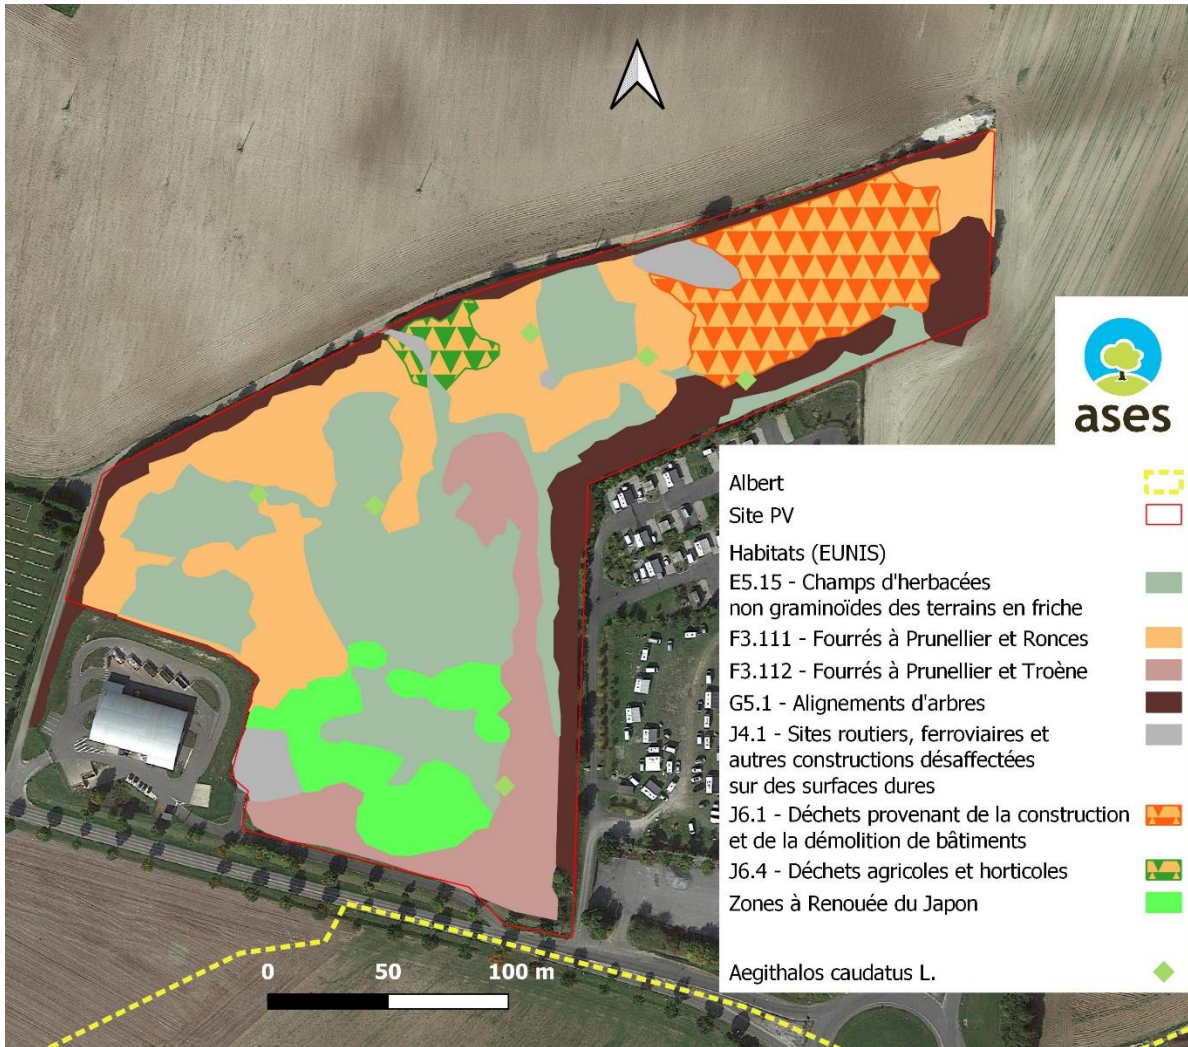 ases
Albert
Site PV
Habitats (EUNIS)
E5.15 - Champs d'herbacées
non graminoïdes des terrains en friche
F3.111 - Fourrés à Prunellier et Ronces
F3.112 - Fourrés à Prunellier et Troène
G5.1 - Alignements d'arbres
J4.1 - Sites routiers, ferroviaires et
autres constructions désaffectées
sur des surfaces dures
J6.1 - Déchets provenant de la construction
et de la démolition de bâtiments
J6.4 - Déchets agricoles et horticoles
Zones à Renouée du Japon
Aegithalos caudatus L.
0 50 100 m